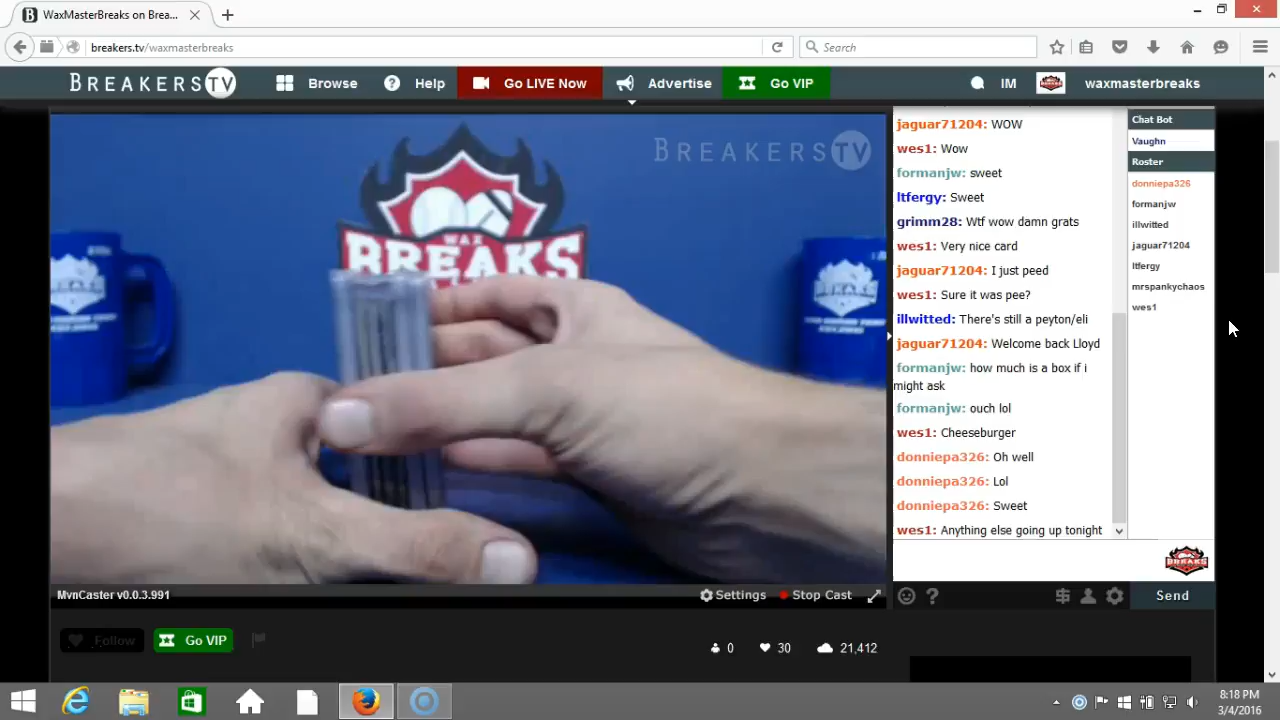 WaxMasterBreaks on Brea...
breakers.tv/waxmasterbreaks
Search
BREAKERSTV
Browse
Help
Go LIVE Now
Advertise
Go VIP
IM
waxmasterbreaks
BREAKERSTV
WAX
BREAKS
jaguar71204: WOW
wes1: Wow
formanjw: sweet
ltfergy: Sweet
grimm28: Wtf wow damn grats
wes1: Very nice card
jaguar71204: I just peed
wes1: Sure it was pee?
illwitted: There's still a peyton/eli
jaguar71204: Welcome back Lloyd
formanjw: how much is a box if i
might ask
formanjw: ouch lol
wes1: Cheeseburger
donniepa326: Oh well
donniepa326: Lol
donniepa326: Sweet
wes1: Anything else going up tonight
Chat Bot
Vaughn
Roster
donniepa326
formanjw
illwitted
jaguar71204
ltfergy
mrspankychaos
wes1
BREAKS
Send
MvnCaster v0.0.3.991
Settings
Stop Cast
Follow
Go VIP
0
30
21,412
8:18 PM
3/4/2016